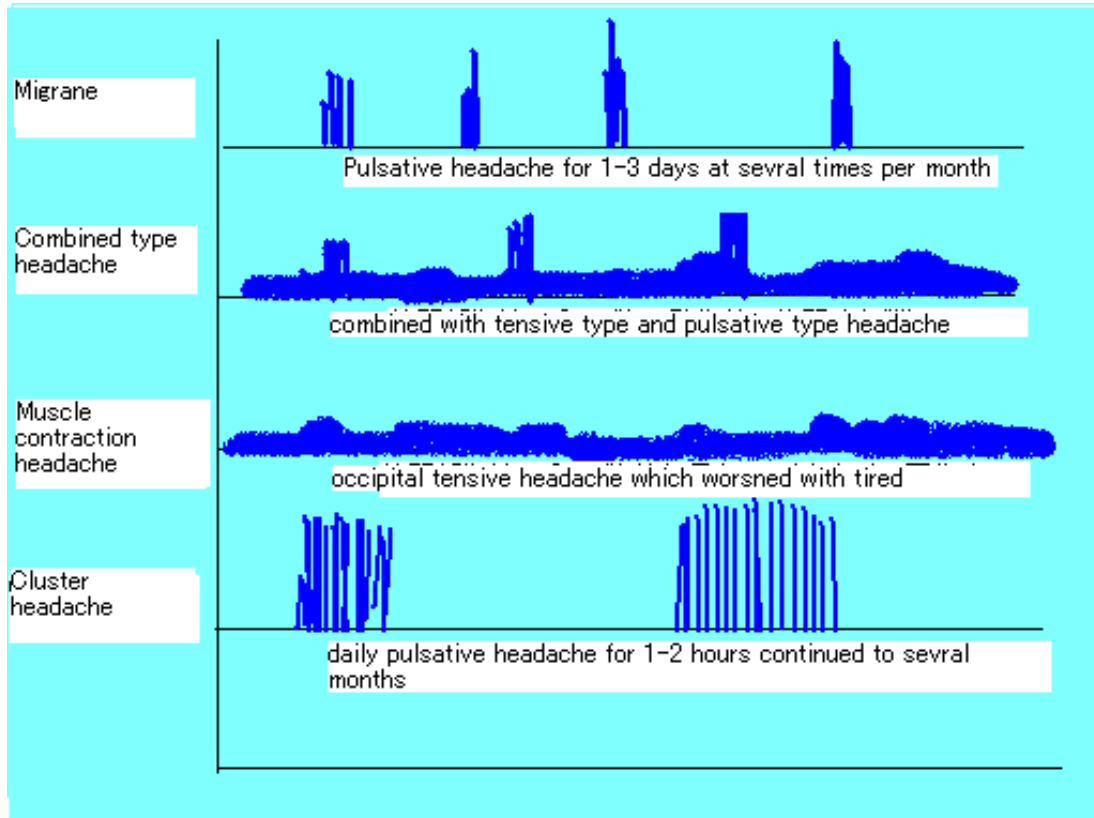 Migrane
Pulsative headache for 1-3 days at sevral times per month
Combined type
headache
combined with tensive type and pulsative type headache
Muscle
contraction
headache
occipital tensive headache which worsned with tired
Cluster
headache
daily pulsative headache for 1-2 hours continued to sevral
months